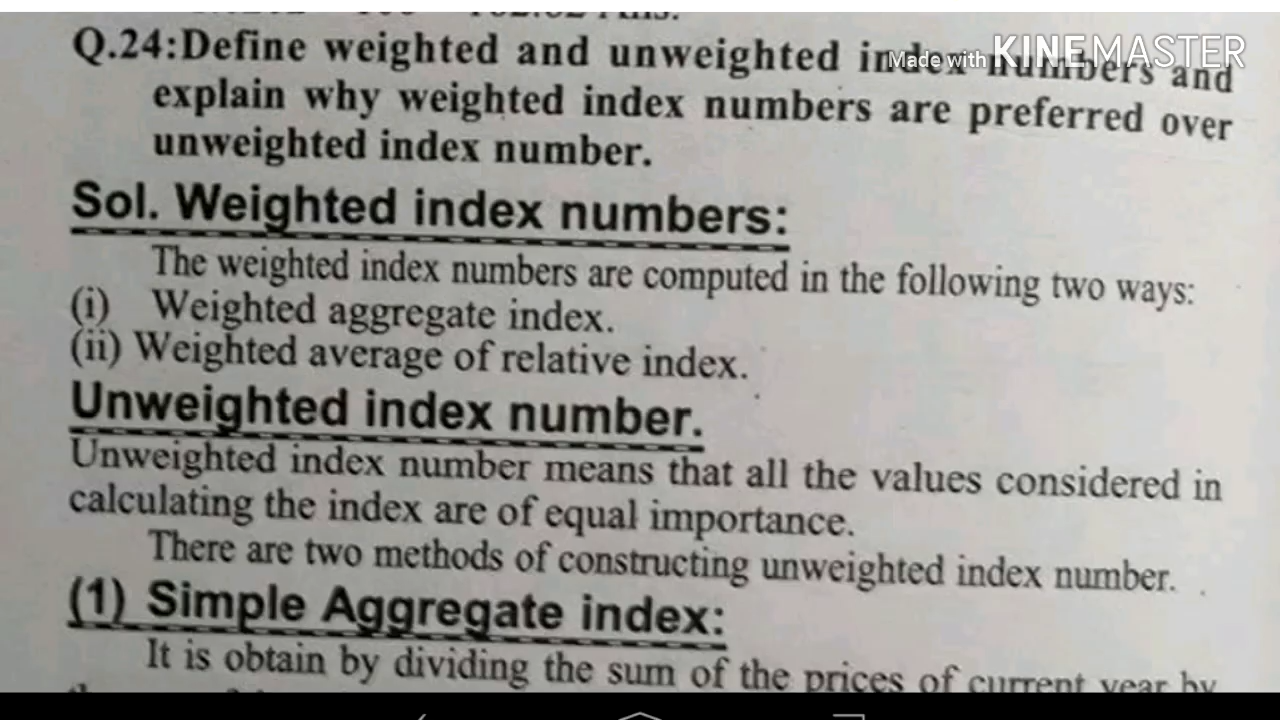 Q.24:Define weighted and unweighted index numbers and
Made with KINEMASTER
explain why weighted index numbers are preferred over
unweighted index number.
Sol. Weighted index numbers:
The weighted index numbers are computed in the following two ways:
(i) Weighted aggregate index.
(ii) Weighted average of relative index.
Unweighted index number.
Unweighted index number means that all the values considered in
calculating the index are of equal importance.
There are two methods of constructing unweighted index number.
(1) Simple Aggregate index:
It is obtain by dividing the sum of the prices of current year by